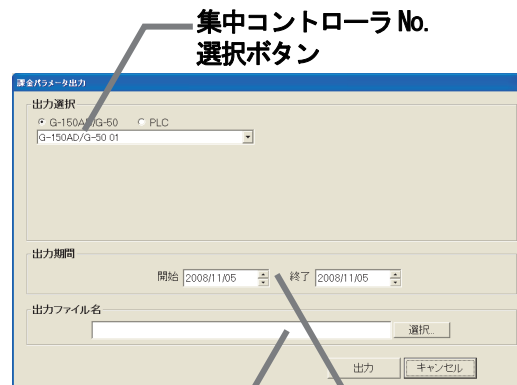 集中コントローラ No.
選択ボタン
課金パラメータ出力
出力選択
G-150AD/G-50 PLC
G-150AD/G-50 01
出力期間
開始 2008/11/05 終了 2008/11/05
出力ファイル名
選択...
出力 キャンセル